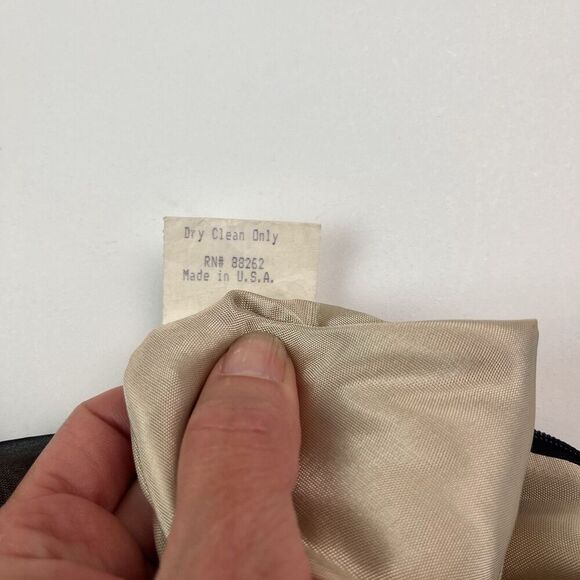 Dry Clean Only
RN# 88262
Made in U.S.A.